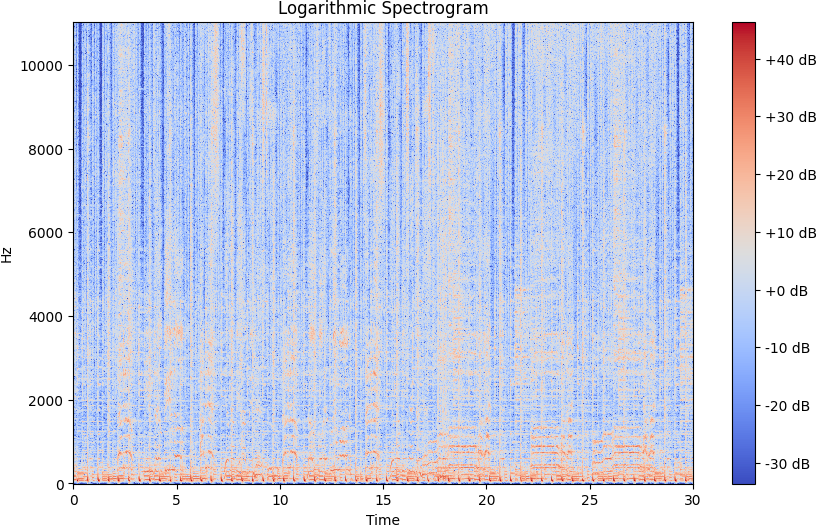 Logarithmic Spectrogram
Hz
10000
8000
6000
4000
2000
0
0 5 10 15 20 25 30
Time
+40 dB
+30 dB
+20 dB
+10 dB
+0 dB
-10 dB
-20 dB
-30 dB